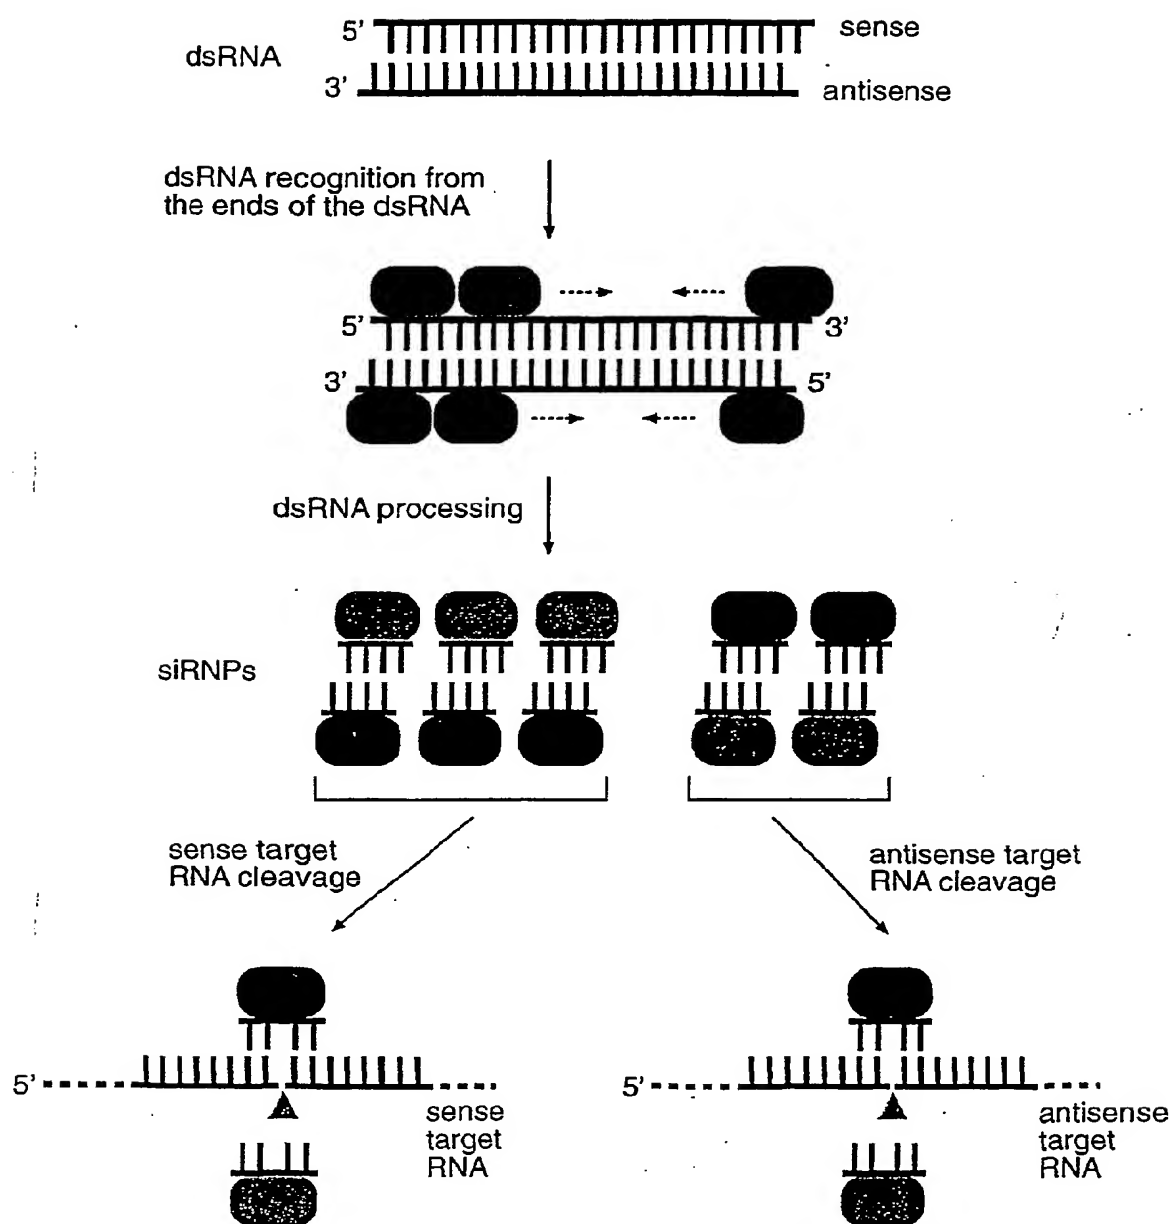 5' sense
dsRNA
3' antisense
dsRNA recognition from
the ends of the dsRNA
5' 3'
3' 5'
dsRNA processing
siRNPs
sense target
RNA cleavage
antisense target
RNA cleavage
5'
sense
target
RNA
5'
antisense
target
RNA